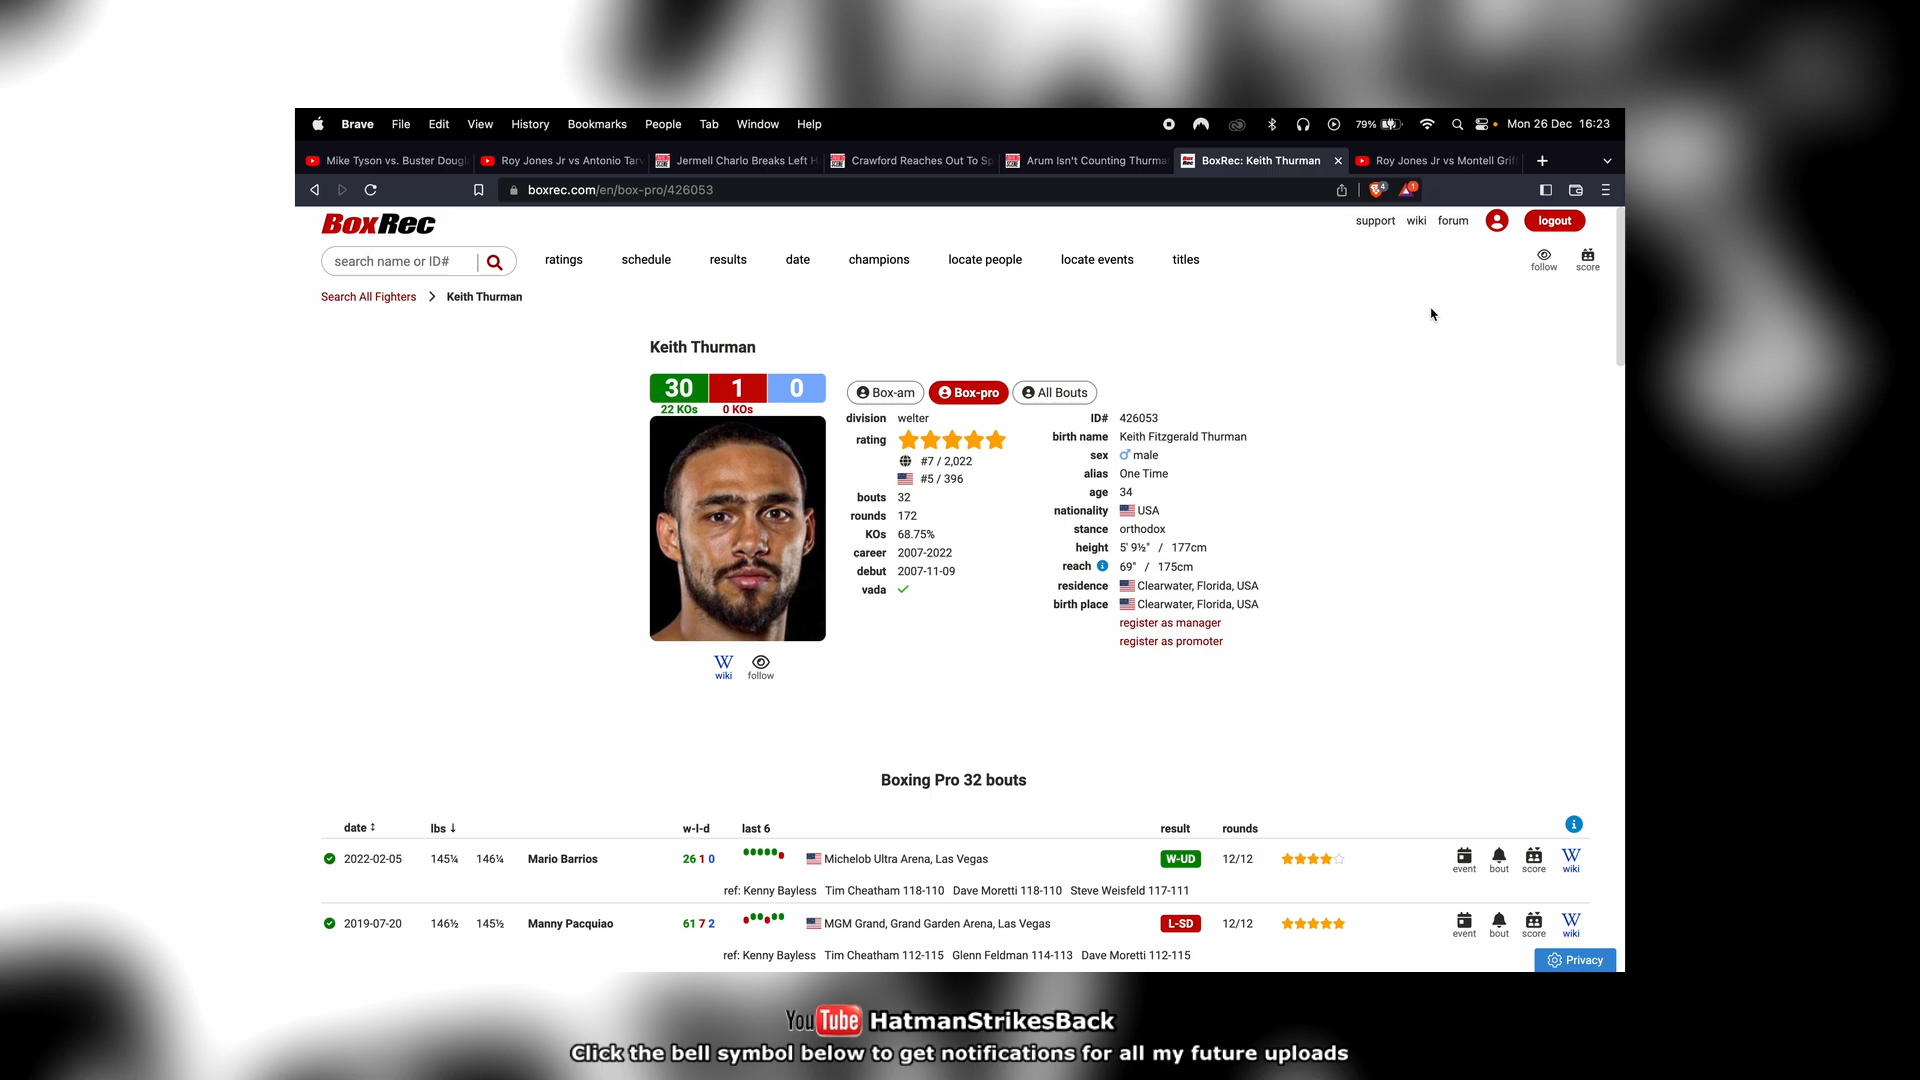 Brave File Edit View History Bookmarks People Tab Window Help 79% Mon 26 Dec 16:23
Mike Tyson vs. Buster Dougl Roy Jones Jr vs Antonio Tar Jermell Charlo Breaks Left H Crawford Reaches Out To Sp Arum Isn't Counting Thurma BoxRec: Keith Thurman Roy Jones Jr vs Montell Grif
boxrec.com/en/box-pro/426053 4 1
BoxRec support wiki forum logout
search name or ID# ratings schedule results date champions locate people locate events titles follow score
Search All Fighters > Keith Thurman
Keith Thurman
30 1 0
22 KOs 0 KOs
Box-am Box-pro All Bouts
division welter
rating
#7 / 2,022
#5 / 396
bouts 32
rounds 172
KOs 68.75%
career 2007-2022
debut 2007-11-09
vada
ID# 426053
birth name Keith Fitzgerald Thurman
sex male
alias One Time
age 34
nationality USA
stance orthodox
height 5' 9½" / 177cm
reach 69" / 175cm
residence Clearwater, Florida, USA
birth place Clearwater, Florida, USA
register as manager
register as promoter
W
wiki follow
Boxing Pro 32 bouts
date lbs w-l-d last 6 result rounds
2022-02-05 145¼ 146¼ Mario Barrios 26 1 0 Michelob Ultra Arena, Las Vegas W-UD 12/12 event bout score wiki
ref: Kenny Bayless Tim Cheatham 118-110 Dave Moretti 118-110 Steve Weisfeld 117-111
2019-07-20 146½ 145½ Manny Pacquiao 61 7 2 MGM Grand, Grand Garden Arena, Las Vegas L-SD 12/12 event bout score wiki
ref: Kenny Bayless Tim Cheatham 112-115 Glenn Feldman 114-113 Dave Moretti 112-115
Privacy
YouTube HatmanStrikesBack
Click the bell symbol below to get notifications for all my future uploads